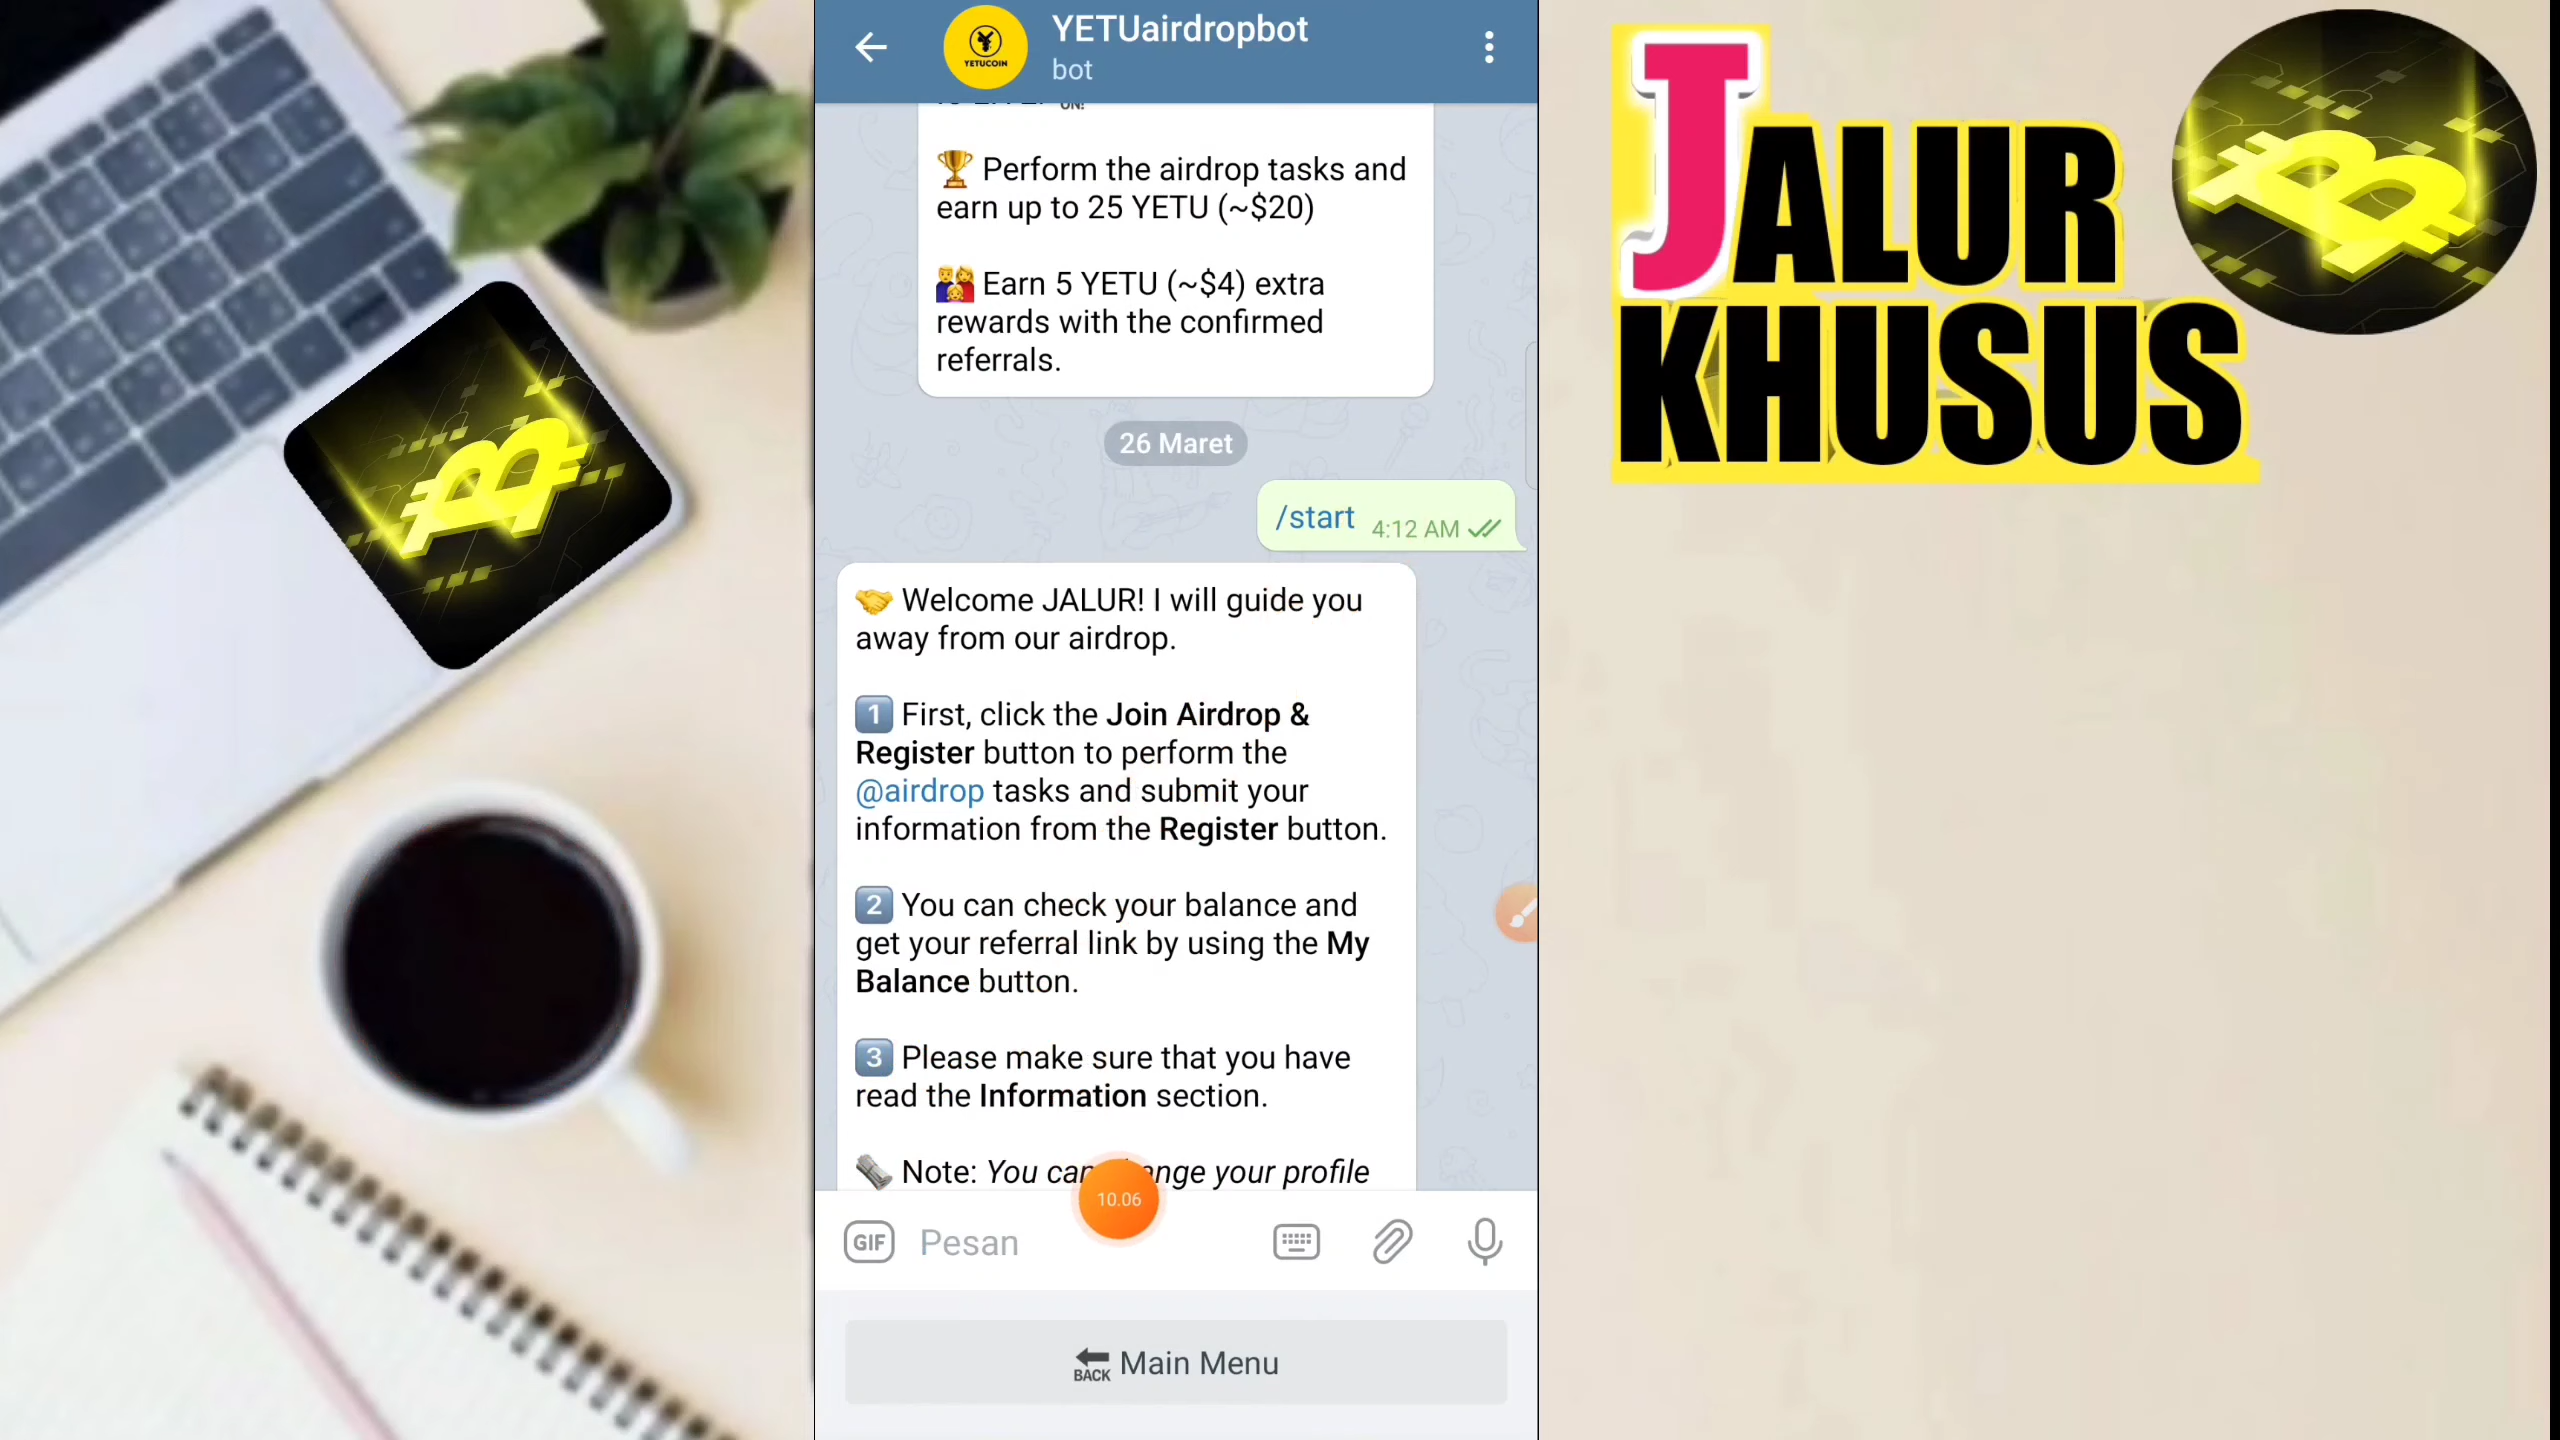 YETUairdropbot
bot
YETUCOIN
🏆 Perform the airdrop tasks and
earn up to 25 YETU (~$20)
👨‍👩‍👧 Earn 5 YETU (~$4) extra
rewards with the confirmed
referrals.
26 Maret
/start 4:12 AM
🤝 Welcome JALUR! I will guide you
away from our airdrop.
1 First, click the Join Airdrop &
Register button to perform the
@airdrop tasks and submit your
information from the Register button.
2 You can check your balance and
get your referral link by using the My
Balance button.
3 Please make sure that you have
read the Information section.
Note: You can change your profile
10.06
GIF Pesan
BACK Main Menu
JALUR
KHUSUS